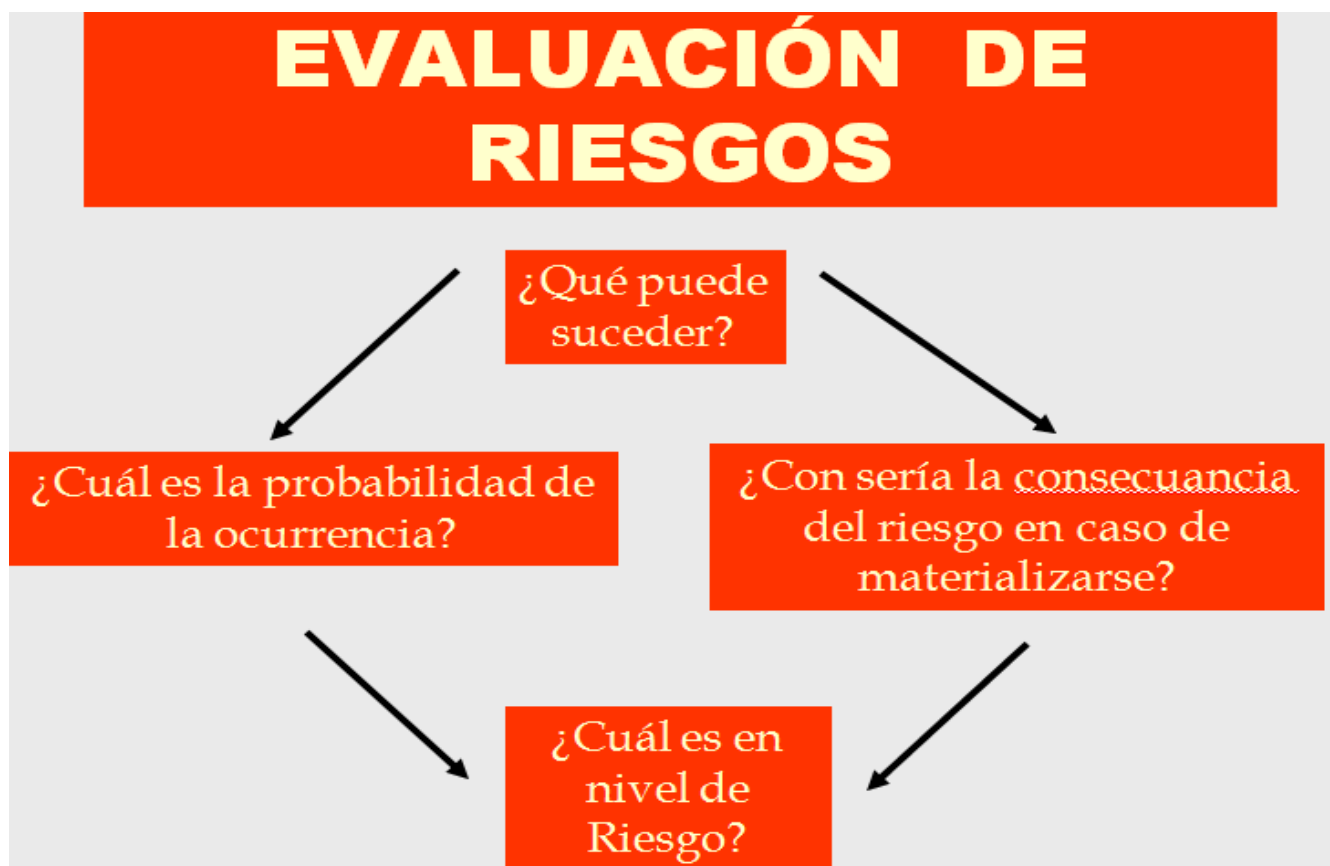 EVALUACIÓN DE
RIESGOS
¿Qué puede
suceder?
¿Cuál es la probabilidad de
la ocurrencia?
¿Con sería la consecuancia
del riesgo en caso de
materializarse?
¿Cuál es en
nivel de
Riesgo?